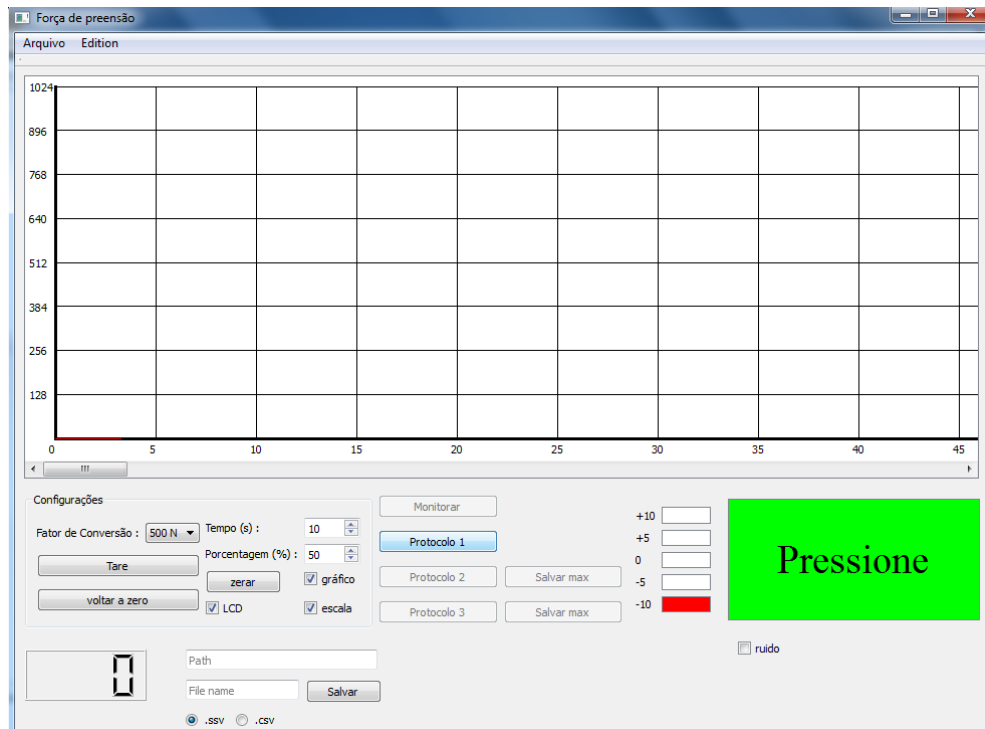 Força de preensão
Arquivo Edition
1024
896
768
640
512
384
256
128
0 5 10 15 20 25 30 35 40 45
Configurações
Fator de Conversão : 500 N
Tempo (s) : 10
Porcentagem (%) : 50
Tare
zerar
gráfico
voltar a zero
LCD
escala
Monitorar
Protocolo 1
Protocolo 2 Salvar max
Protocolo 3 Salvar max
+10
+5
0
-5
-10
Pressione
ruido
0
Path
File name
Salvar
.ssv .csv